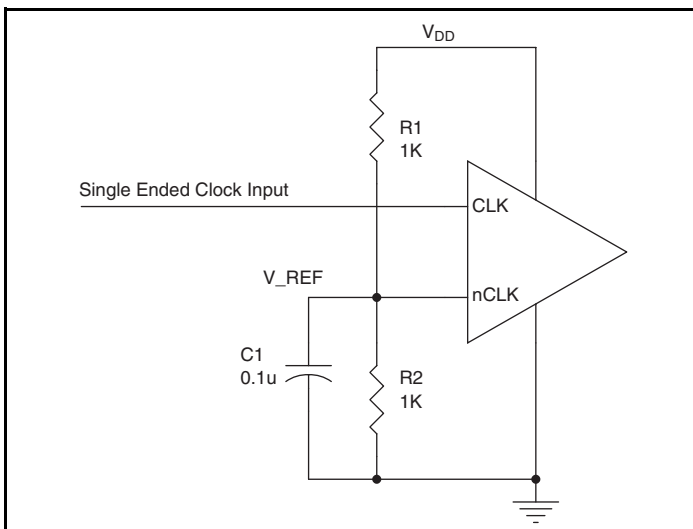 VDD
R1
1K
Single Ended Clock Input
CLK
V_REF
nCLK
C1
0.1u
R2
1K